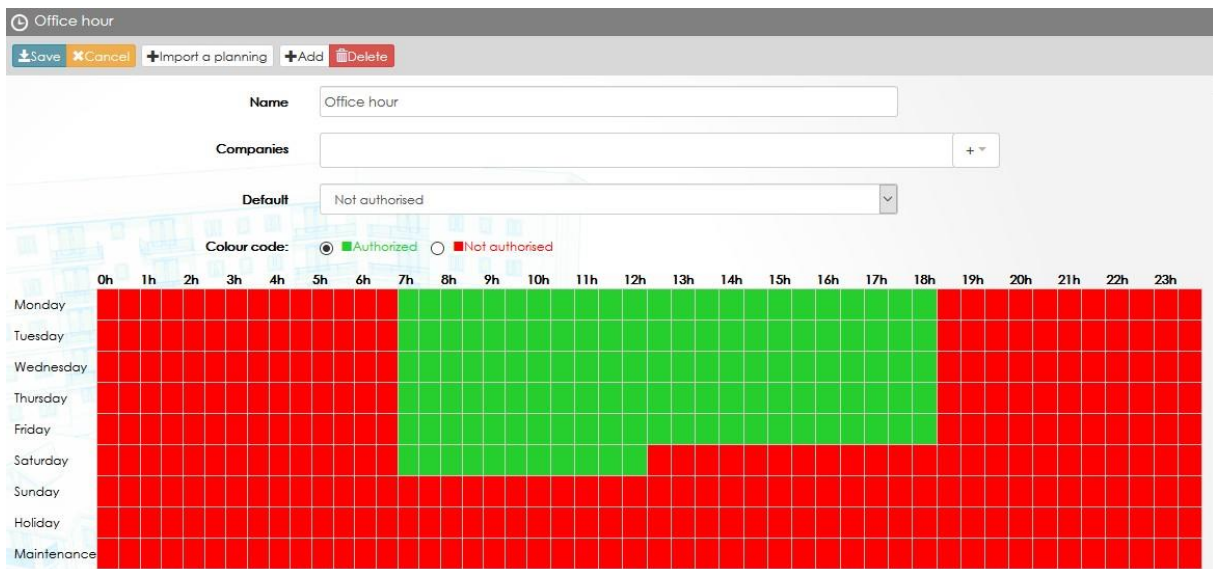 Office hour
Save Cancel Import a planning Add Delete
Name Office hour
Companies +
Default Not authorised
Colour code: Authorized Not authorised
0h 1h 2h 3h 4h 5h 6h 7h 8h 9h 10h 11h 12h 13h 14h 15h 16h 17h 18h 19h 20h 21h 22h 23h
Monday
Tuesday
Wednesday
Thursday
Friday
Saturday
Sunday
Holiday
Maintenance